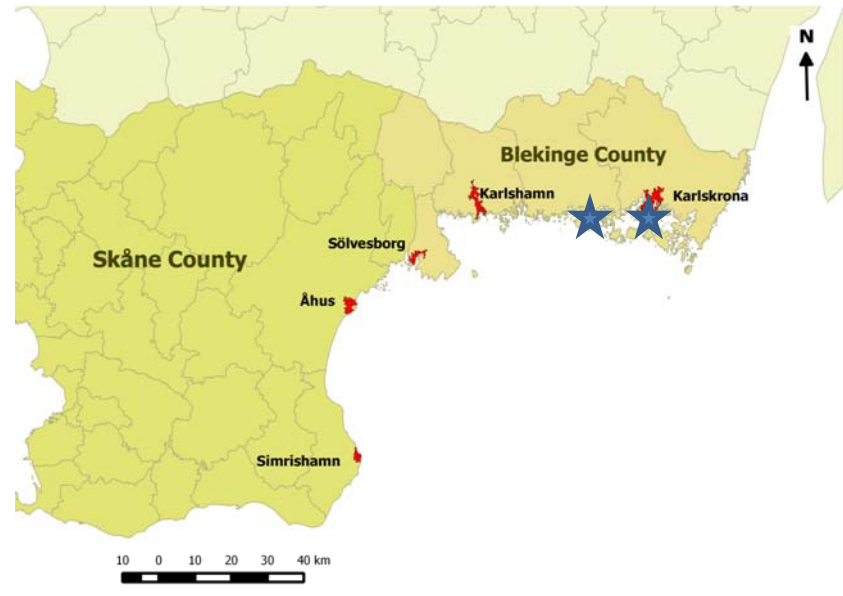 N
Blekinge County
Karlshamn
Karlskrona
Sölvesborg
Skåne County
Åhus
Simrishamn
10 0 10 20 30 40 km